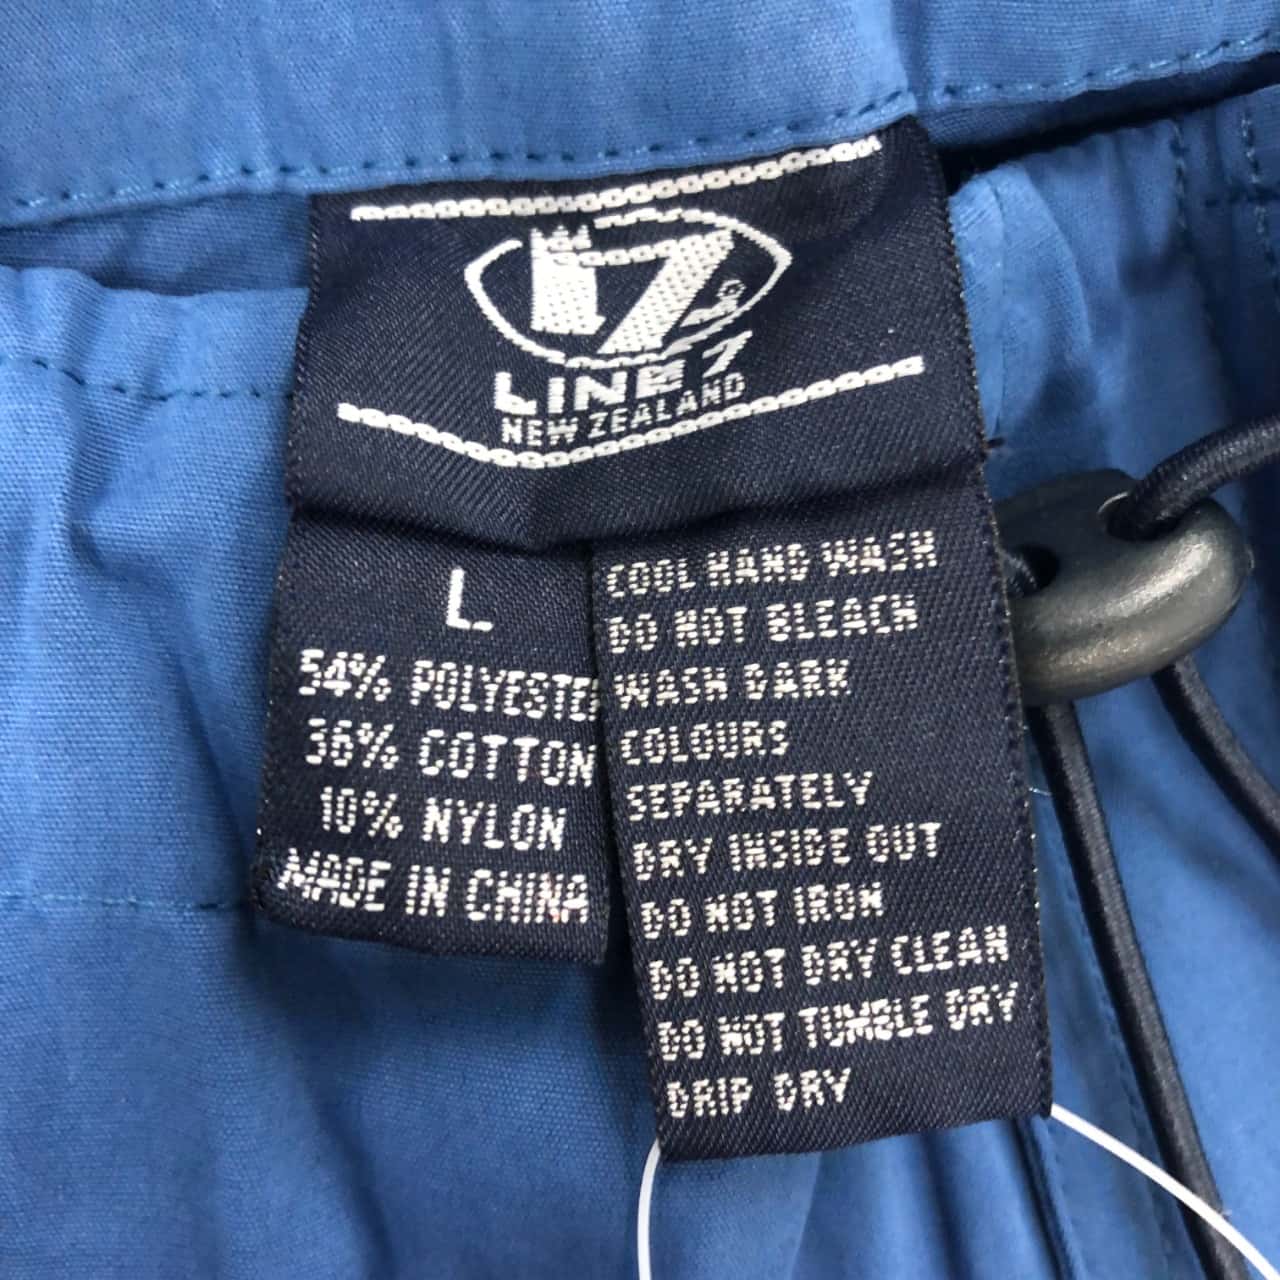 17
LINE 7
NEW ZEALAND
L
54% POLYESTER
36% COTTON
10% NYLON
MADE IN CHINA
COOL HAND WASH
DO NOT BLEACH
WASH DARK
COLOURS
SEPARATELY
DRY INSIDE OUT
DO NOT IRON
DO NOT DRY CLEAN
DO NOT TUMBLE DRY
DRIP DRY